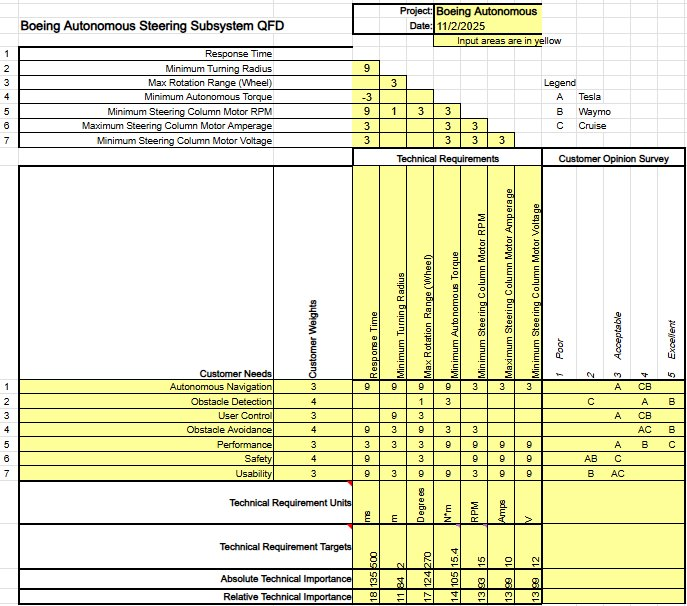 Boeing Autonomous Steering Subsystem QFD
Project: Boeing Autonomous
Date: 11/2/2025
Input areas are in yellow
1 Response Time
2 Minimum Turning Radius 9
3 Max Rotation Range (Wheel) 3
Legend
4 Minimum Autonomous Torque -3
A Tesla
5 Minimum Steering Column Motor RPM 9 1 3 3
B Waymo
6 Maximum Steering Column Motor Amperage 3 3 3
C Cruise
7 Minimum Steering Column Motor Voltage 3 3 3 3
Technical Requirements
Customer Opinion Survey
Customer Needs
Customer Weights
Response Time
Minimum Turning Radius
Max Rotation Range (Wheel)
Minimum Autonomous Torque
Minimum Steering Column Motor RPM
Maximum Steering Column Motor Amperage
Minimum Steering Column Motor Voltage
1 Poor
2
3 Acceptable
4
5 Excellent
1 Autonomous Navigation 3 9 9 9 9 3 3 3 A CB
2 Obstacle Detection 4 1 3 C A B
3 User Control 3 9 3 A CB
4 Obstacle Avoidance 4 9 3 9 3 3 AC B
5 Performance 3 3 3 3 9 9 9 9 A B C
6 Safety 4 9 3 9 9 9 AB C
7 Usability 3 9 3 9 9 3 9 9 B AC
Technical Requirement Units ms m Degrees N*m RPM Amps V
Technical Requirement Targets 500 2 270 15.4 15 10 12
Absolute Technical Importance 135 84 124 105 93 99 99
Relative Technical Importance 18 11 17 14 13 13 13